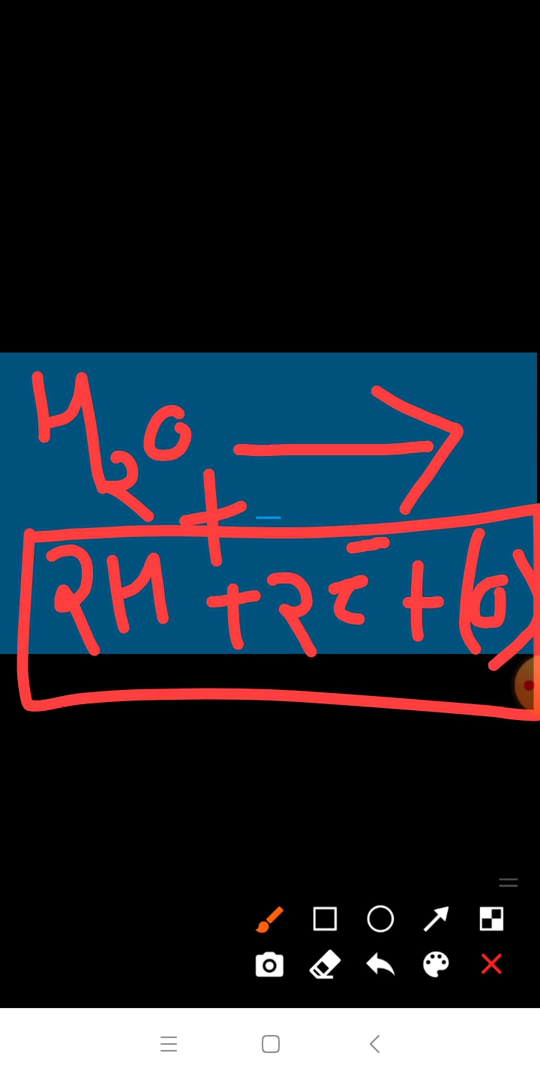 H₂O →
2H⁺ + 2e⁻ + (O)